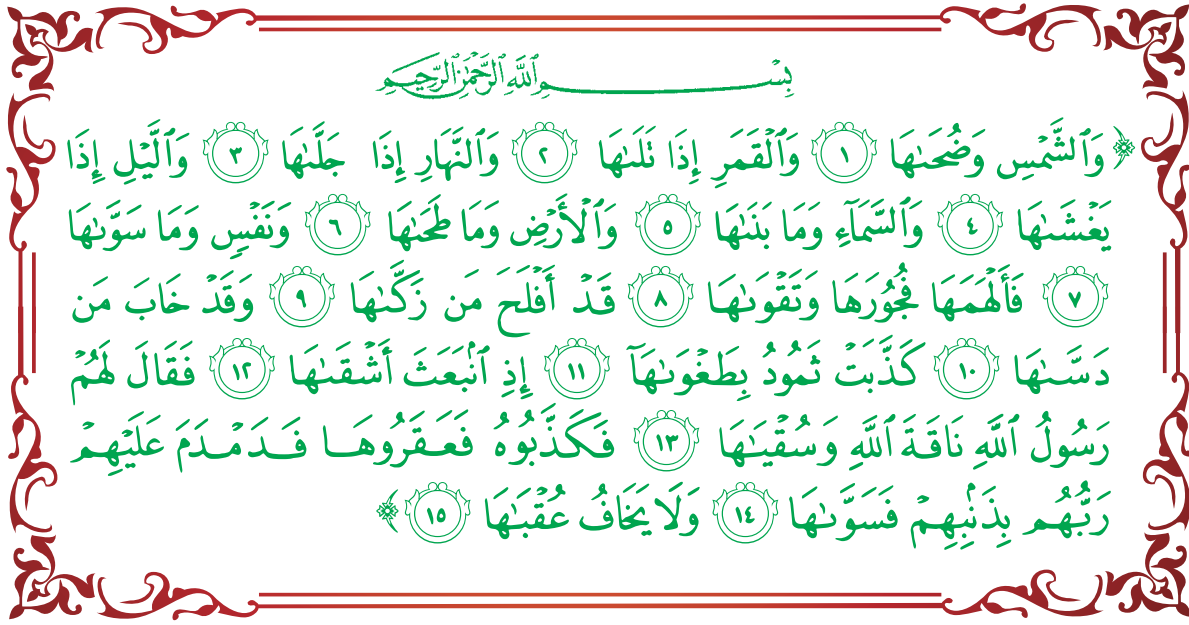 بِسْمِ ٱللَّهِ ٱلرَّحْمَٰنِ ٱلرَّحِيمِ
﴿ وَٱلشَّمْسِ وَضُحَىٰهَا ١ وَٱلْقَمَرِ إِذَا تَلَىٰهَا ٢ وَٱلنَّهَارِ إِذَا جَلَّىٰهَا ٣ وَٱلَّيْلِ إِذَا
يَغْشَىٰهَا ٤ وَٱلسَّمَآءِ وَمَا بَنَىٰهَا ٥ وَٱلْأَرْضِ وَمَا طَحَىٰهَا ٦ وَنَفْسٍ وَمَا سَوَّىٰهَا
٧ فَأَلْهَمَهَا فُجُورَهَا وَتَقْوَىٰهَا ٨ قَدْ أَفْلَحَ مَن زَكَّىٰهَا ٩ وَقَدْ خَابَ مَن
دَسَّىٰهَا ١٠ كَذَّبَتْ ثَمُودُ بِطَغْوَىٰهَآ ١١ إِذِ ٱنۢبَعَثَ أَشْقَىٰهَا ١٢ فَقَالَ لَهُمْ
رَسُولُ ٱللَّهِ نَاقَةَ ٱللَّهِ وَسُقْيَٰهَا ١٣ فَكَذَّبُوهُ فَعَقَرُوهَا فَدَمْدَمَ عَلَيْهِمْ
رَبُّهُم بِذَنۢبِهِمْ فَسَوَّىٰهَا ١٤ وَلَا يَخَافُ عُقْبَٰهَا ١٥ ﴾